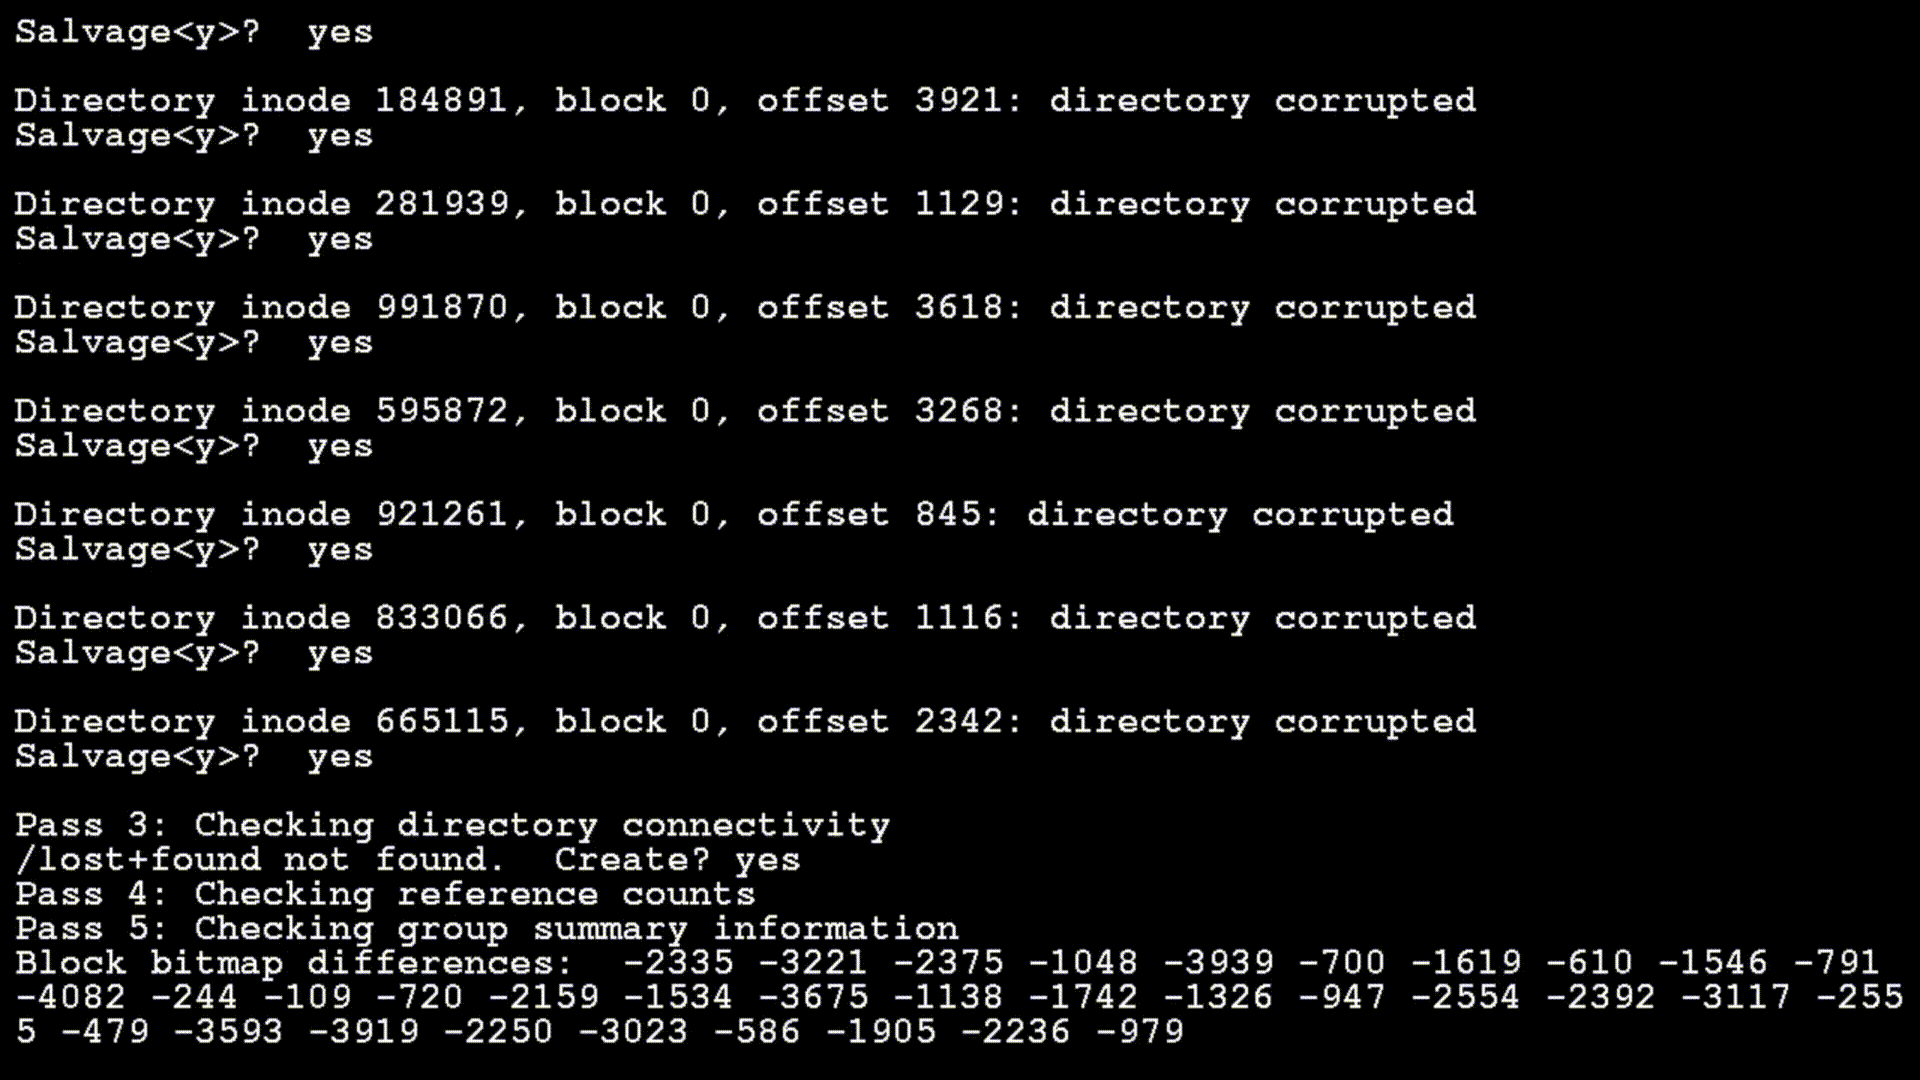 Salvage<y>?  yes
Directory inode 184891, block 0, offset 3921: directory corrupted
Salvage<y>?  yes
Directory inode 281939, block 0, offset 1129: directory corrupted
Salvage<y>?  yes
Directory inode 991870, block 0, offset 3618: directory corrupted
Salvage<y>?  yes
Directory inode 595872, block 0, offset 3268: directory corrupted
Salvage<y>?  yes
Directory inode 921261, block 0, offset 845: directory corrupted
Salvage<y>?  yes
Directory inode 833066, block 0, offset 1116: directory corrupted
Salvage<y>?  yes
Directory inode 665115, block 0, offset 2342: directory corrupted
Salvage<y>?  yes
Pass 3: Checking directory connectivity
/lost+found not found.  Create? yes
Pass 4: Checking reference counts
Pass 5: Checking group summary information
Block bitmap differences:  -2335 -3221 -2375 -1048 -3939 -700 -1619 -610 -1546 -791
-4082 -244 -109 -720 -2159 -1534 -3675 -1138 -1742 -1326 -947 -2554 -2392 -3117 -255
5 -479 -3593 -3919 -2250 -3023 -586 -1905 -2236 -979